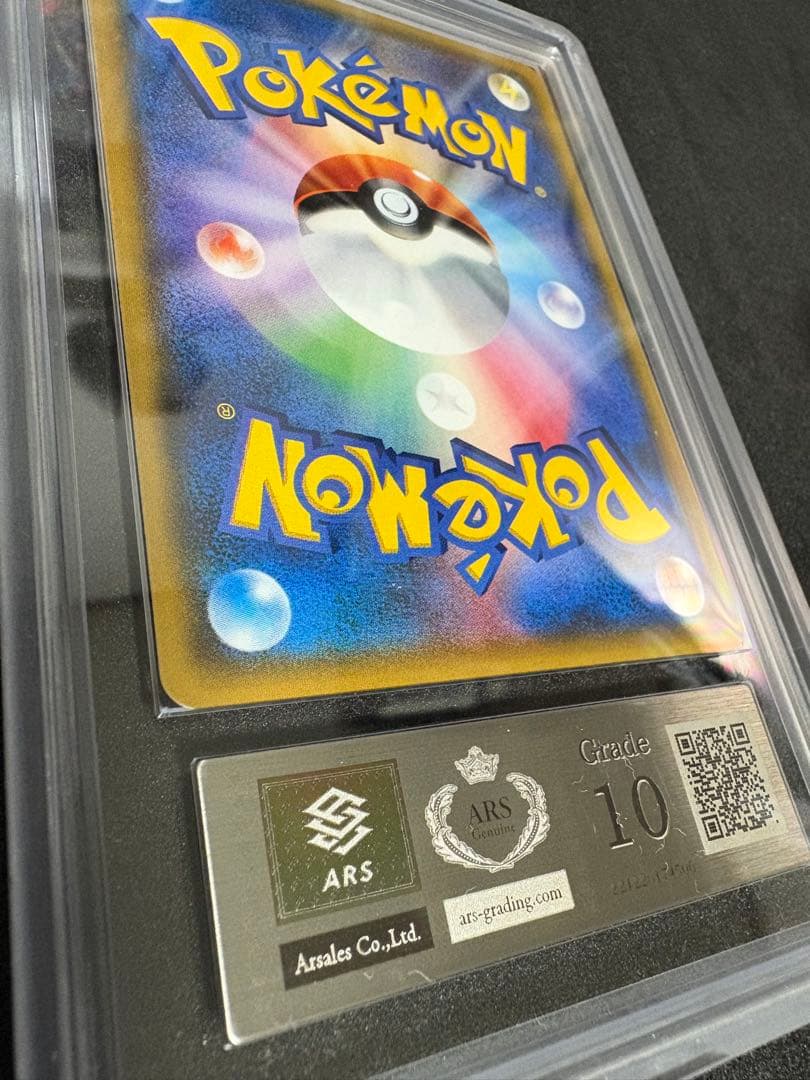 POKéMON
®
POKéMON
®
ARS
Arsales Co.,Ltd.
ARS
Genuine
ars-grading.com
Grade
10